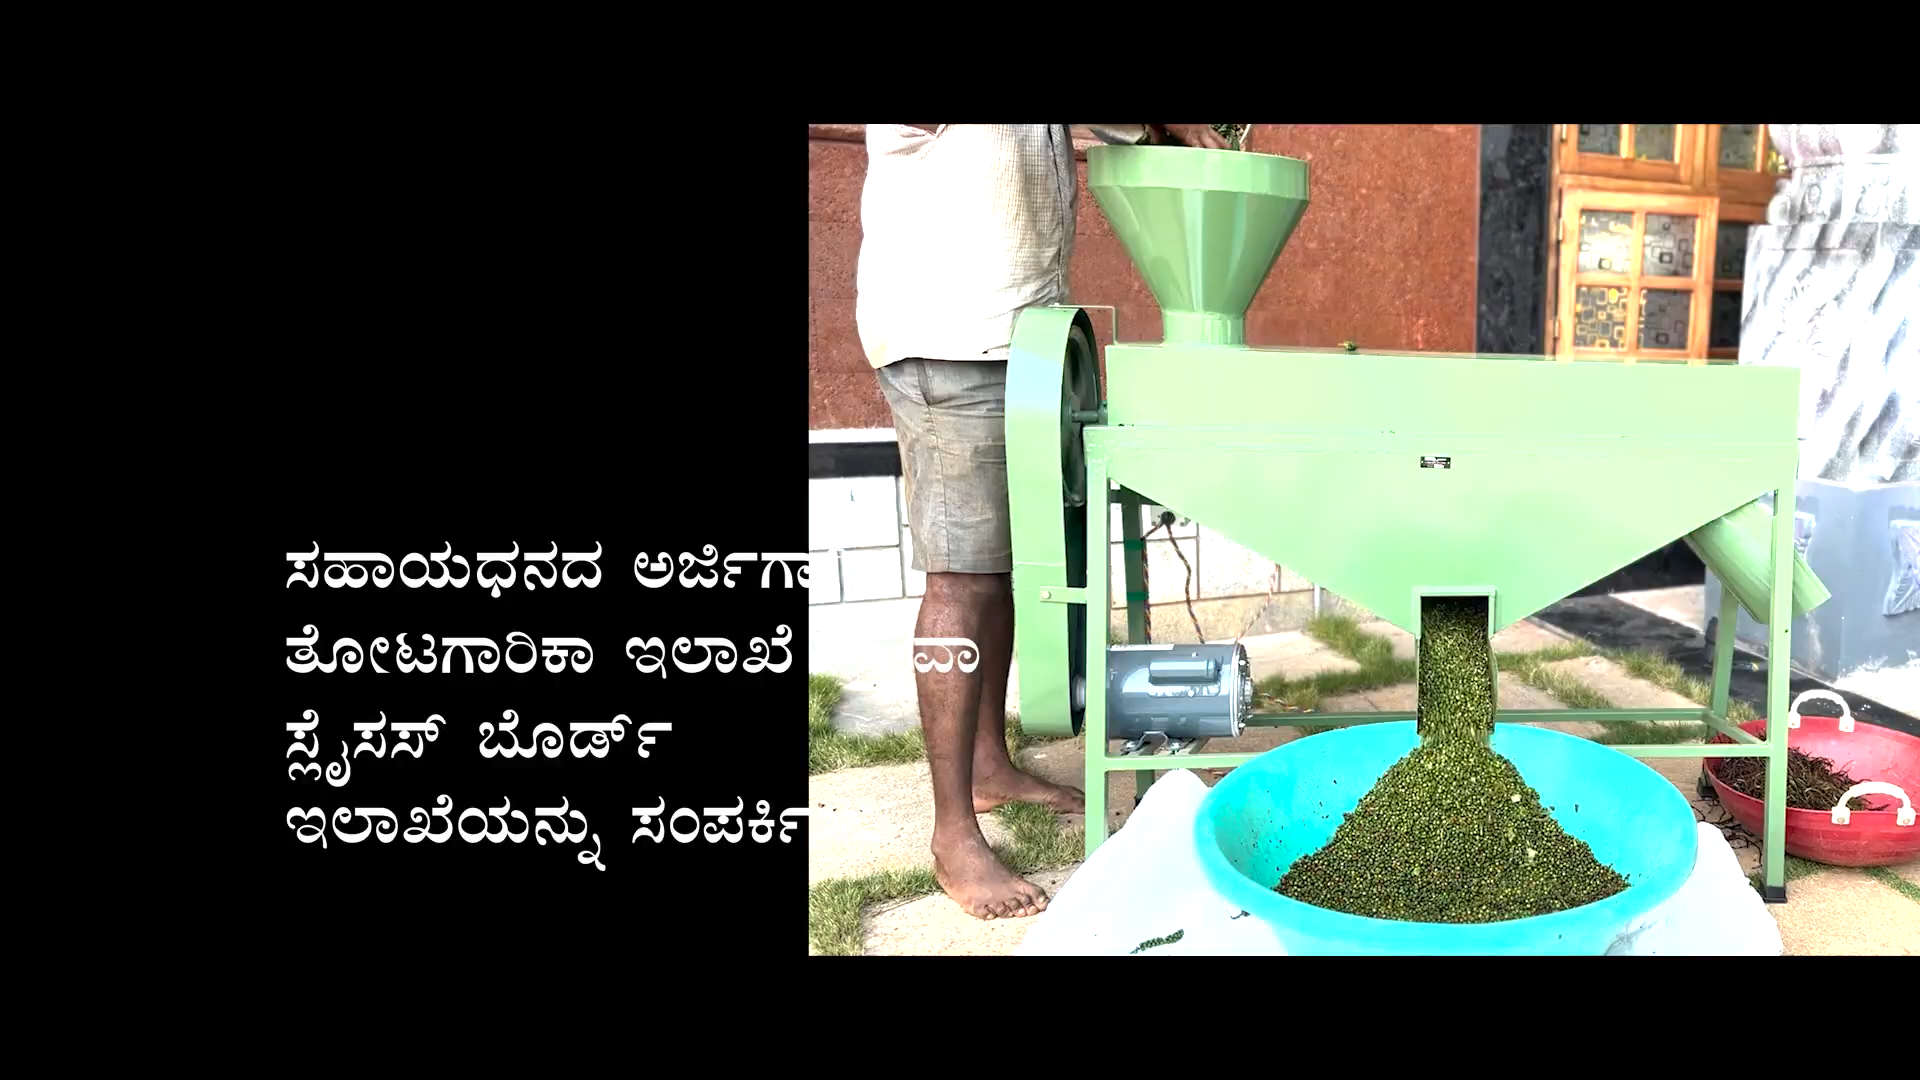 ಸಹಾಯಧನದ ಅರ್ಜಿಗಾ
ತೋಟಗಾರಿಕಾ ಇಲಾಖೆ ವಾ
ಸ್ಪೈಸಸ್ ಬೋರ್ಡ್
ಇಲಾಖೆಯನ್ನು ಸಂಪರ್ಕಿ